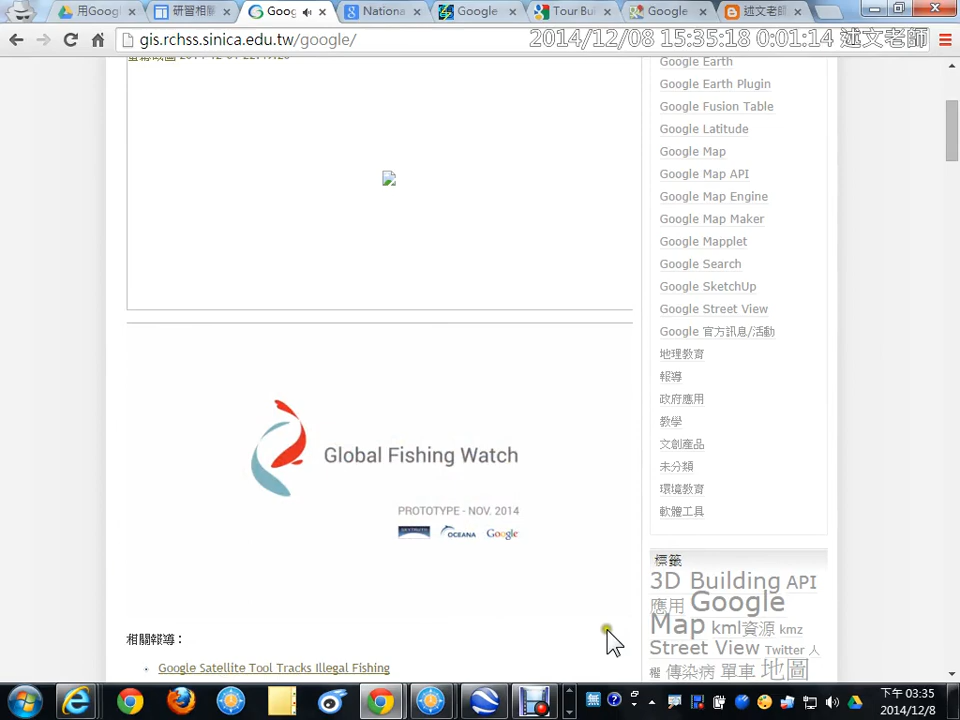 用Googl
研習相簿
Goog
Nationa
Google
Tour Bui
Google
述文老師
gis.rchss.sinica.edu.tw/google/
2014/12/08 15:35:18 0:01:14 述文老師
Google Earth
Google Earth Plugin
Google Fusion Table
Google Latitude
Google Map
Google Map API
Google Map Engine
Google Map Maker
Google Mapplet
Google Search
Google SketchUp
Google Street View
Google 官方訊息/活動
地理教育
報導
政府應用
教學
文創產品
未分類
環境教育
軟體工具
Global Fishing Watch
PROTOTYPE - NOV. 2014
OCEANA
Google
相關報導：
Google Satellite Tool Tracks Illegal Fishing
標籤
3D Building API
應用 Google
Map kml資源 kmz
Street View Twitter 人
權 傳染病 單車 地圖
下午 03:35
2014/12/8